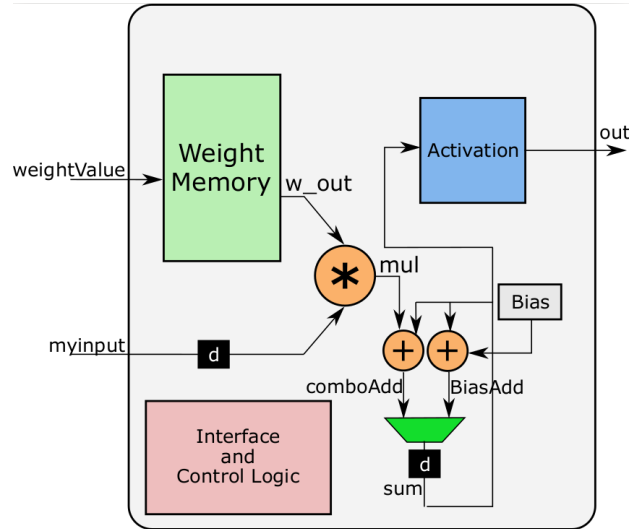 out
Activation
Weight
Memory
weightValue
w_out
*
mul
Bias
myinput
d
+
+
comboAdd
BiasAdd
Interface
and
Control Logic
d
sum